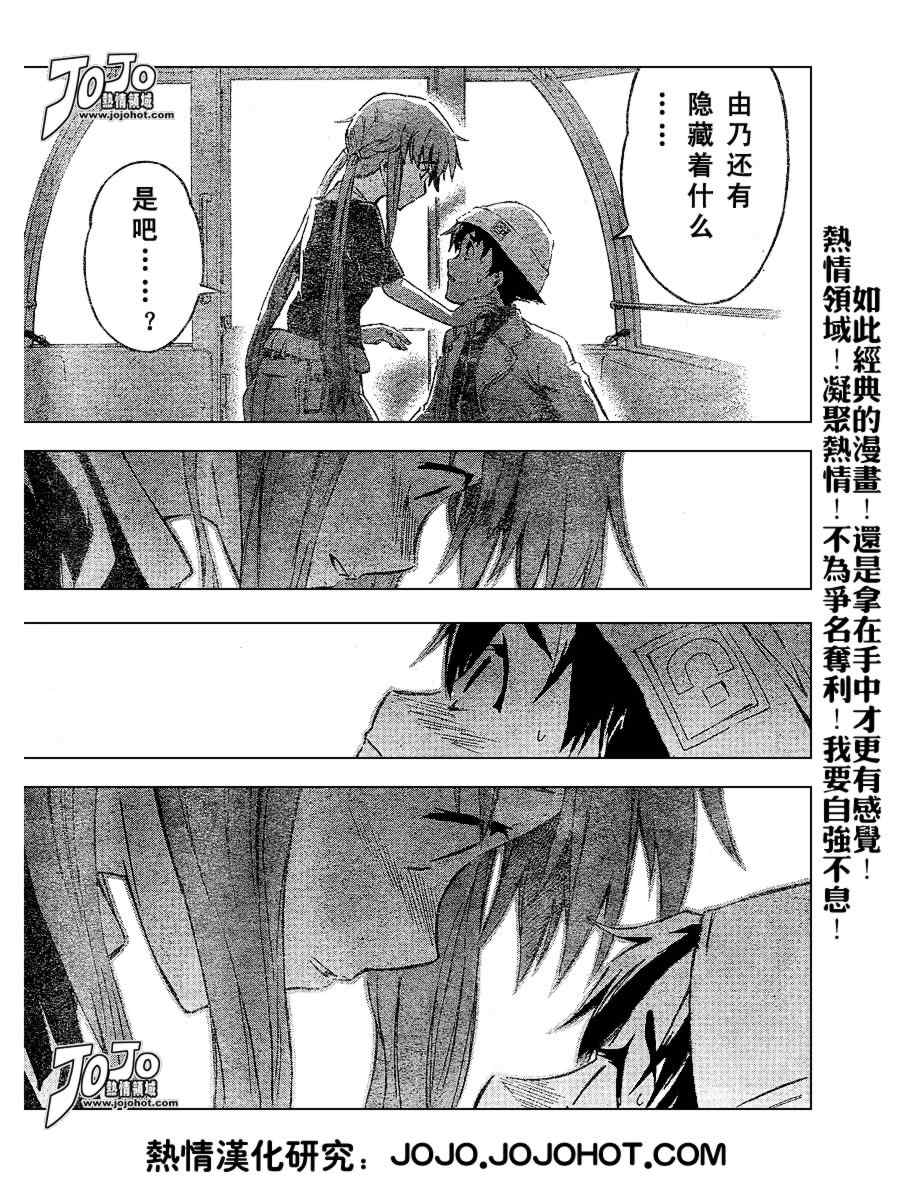 JOJO
熱情領域
www.jojohot.com
由乃还有
隐藏着什么
……
是吧……?
如此經典的漫畫!還是拿在手中才更有感覺!
熱情領域!凝聚熱情!不為爭名奪利!我要自強不息!
JOJO
熱情領域
www.jojohot.com
熱情漢化研究:JOJO.JOJOHOT.COM